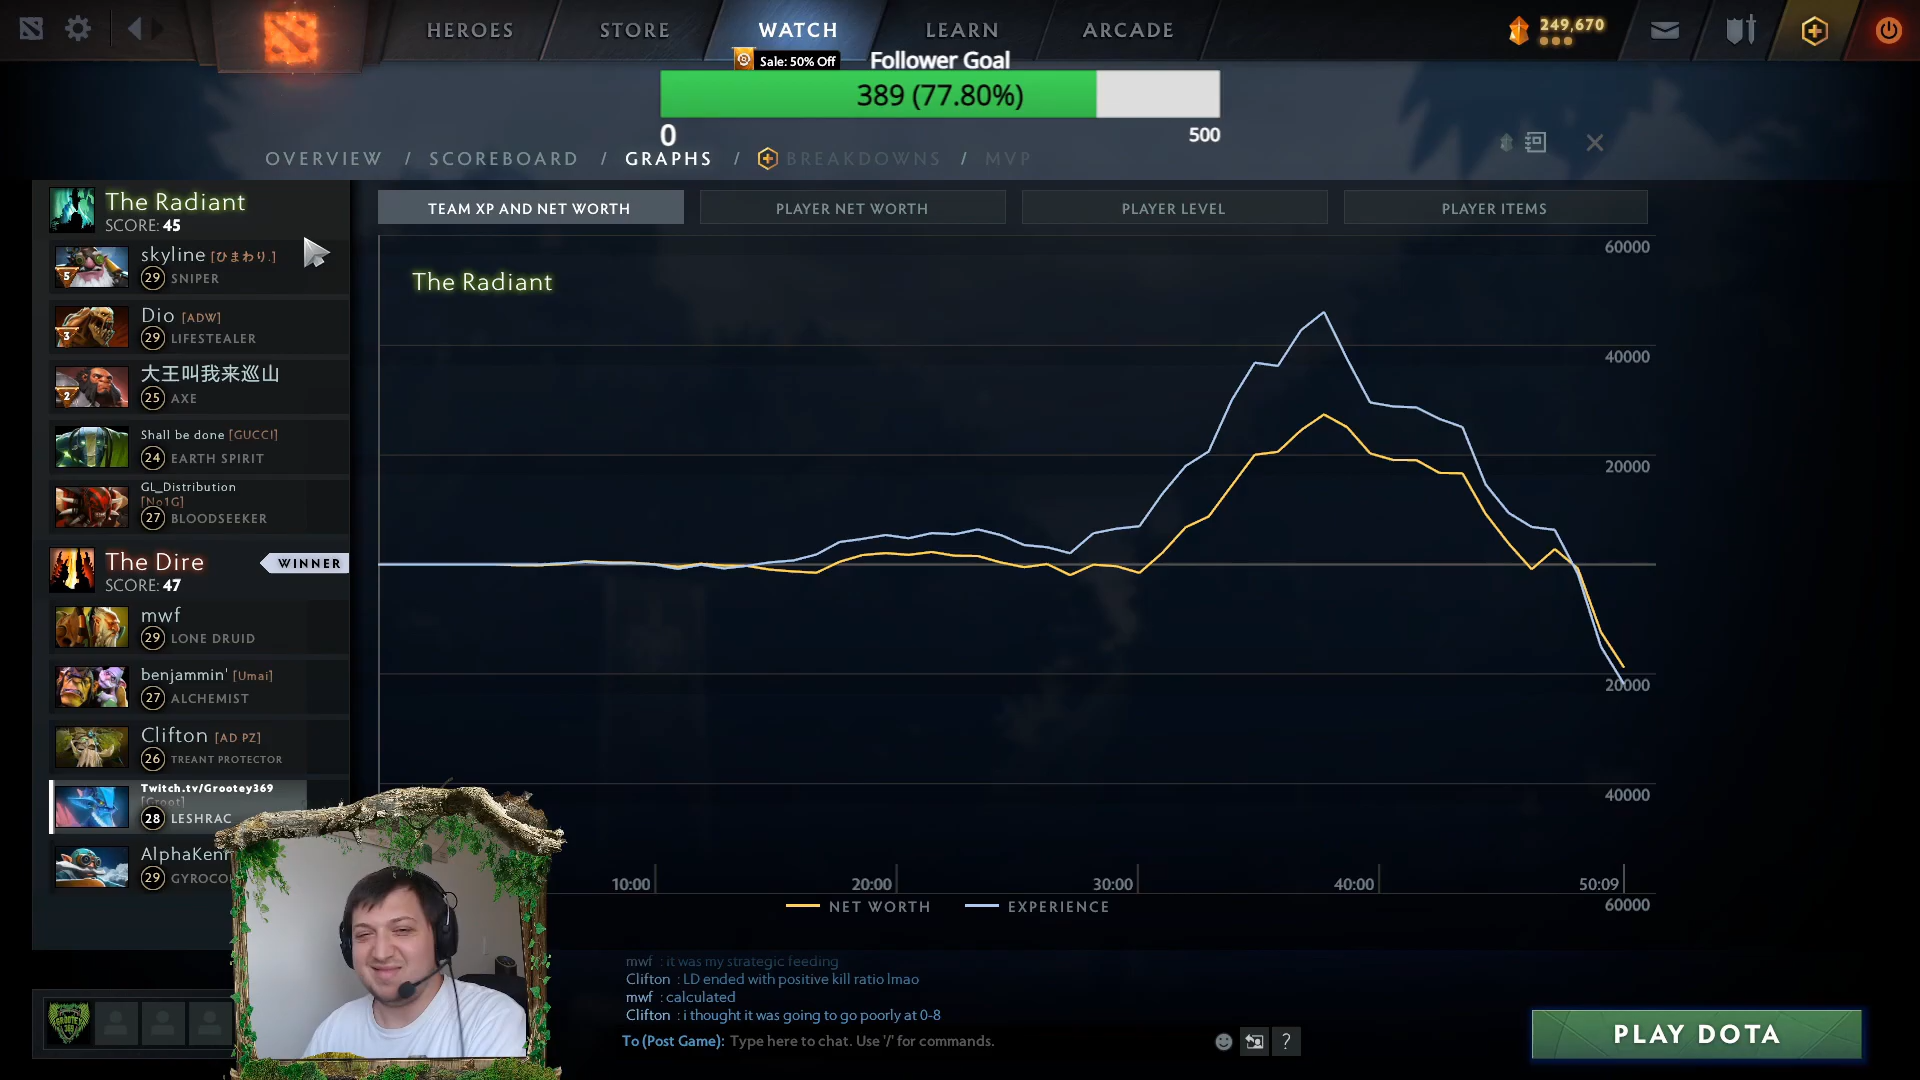 HEROES
STORE
WATCH
LEARN
ARCADE
249,670
Sale: 50% Off
Follower Goal
389 (77.80%)
0
500
OVERVIEW / SCOREBOARD / GRAPHS / BREAKDOWNS / MVP
The Radiant
SCORE: 45
skyline [ひまわり.]
5
29 SNIPER
Dio [ADW]
3
29 LIFESTEALER
大王叫我来巡山
2
25 AXE
Shall be done [GUCCI]
24 EARTH SPIRIT
GL_Distribution
[No1G]
27 BLOODSEEKER
The Dire
WINNER
SCORE: 47
mwf
29 LONE DRUID
benjammin' [Umai]
27 ALCHEMIST
Clifton [AD PZ]
26 TREANT PROTECTOR
Twitch.tv/Grootey369
[Groot]
28 LESHRAC
29
TEAM XP AND NET WORTH
PLAYER NET WORTH
PLAYER LEVEL
PLAYER ITEMS
The Radiant
60000
40000
20000
20000
40000
60000
10:00
20:00
30:00
40:00
50:09
NET WORTH
EXPERIENCE
mwf : it was my strategic feeding
Clifton : LD ended with positive kill ratio lmao
mwf : calculated
Clifton : i thought it was going to go poorly at 0-8
To (Post Game): Type here to chat. Use '/' for commands.
?
GROOTEY
369
PLAY DOTA